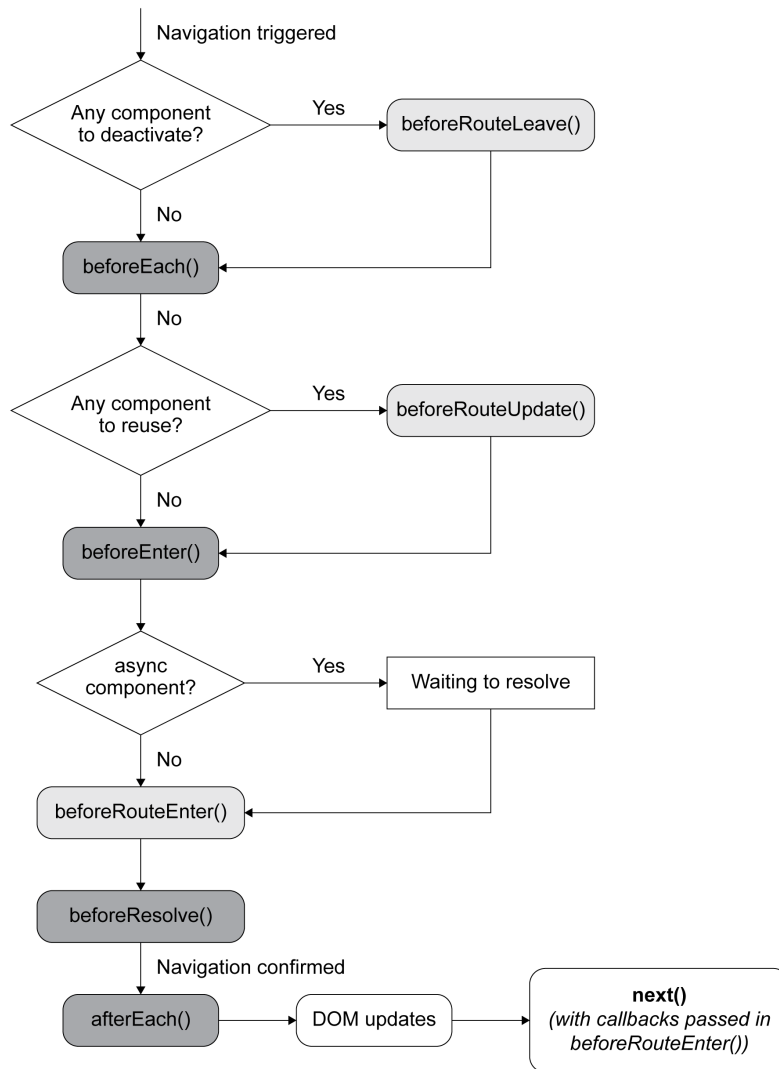 Navigation triggered
Any component
to deactivate?
Yes
beforeRouteLeave()
No
beforeEach()
No
Any component
to reuse?
Yes
beforeRouteUpdate()
No
beforeEnter()
async
component?
Yes
Waiting to resolve
No
beforeRouteEnter()
beforeResolve()
Navigation confirmed
afterEach()
DOM updates
next()
(with callbacks passed in
beforeRouteEnter())